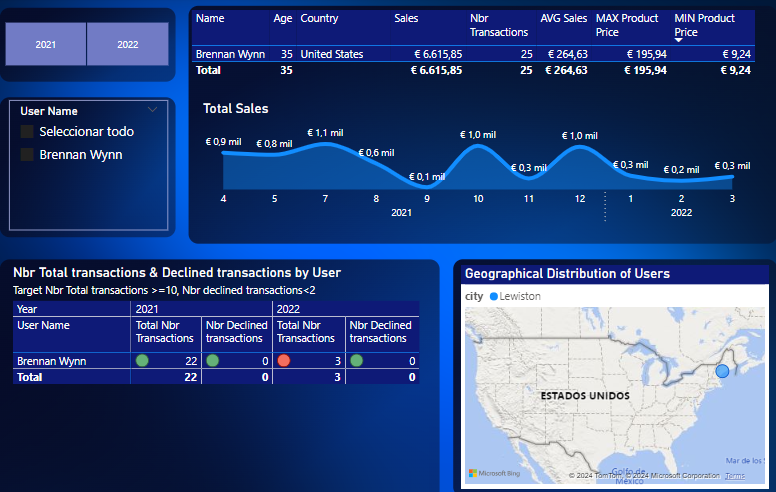 2021 2022
User Name
Seleccionar todo
Brennan Wynn
Name Age Country Sales Nbr Transactions AVG Sales MAX Product Price MIN Product Price
Brennan Wynn 35 United States € 6.615,85 25 € 264,63 € 195,94 € 9,24
Total 35 € 6.615,85 25 € 264,63 € 195,94 € 9,24
Total Sales
€ 0,9 mil € 0,8 mil € 1,1 mil € 0,6 mil € 0,1 mil € 1,0 mil € 0,3 mil € 1,0 mil € 0,3 mil € 0,2 mil € 0,3 mil
4 5 7 8 9 10 11 12 1 2 3
2021 2022
Nbr Total transactions & Declined transactions by User
Target Nbr Total transactions >=10, Nbr declined transactions<2
Year 2021 2022
User Name Total Nbr Transactions Nbr Declined transactions Total Nbr Transactions Nbr Declined transactions
Brennan Wynn 22 0 3 0
Total 22 0 3 0
Geographical Distribution of Users
city Lewiston
ESTADOS UNIDOS
Mar de los
Golfo de
México
Microsoft Bing
© 2024 TomTom, © 2024 Microsoft Corporation Terms